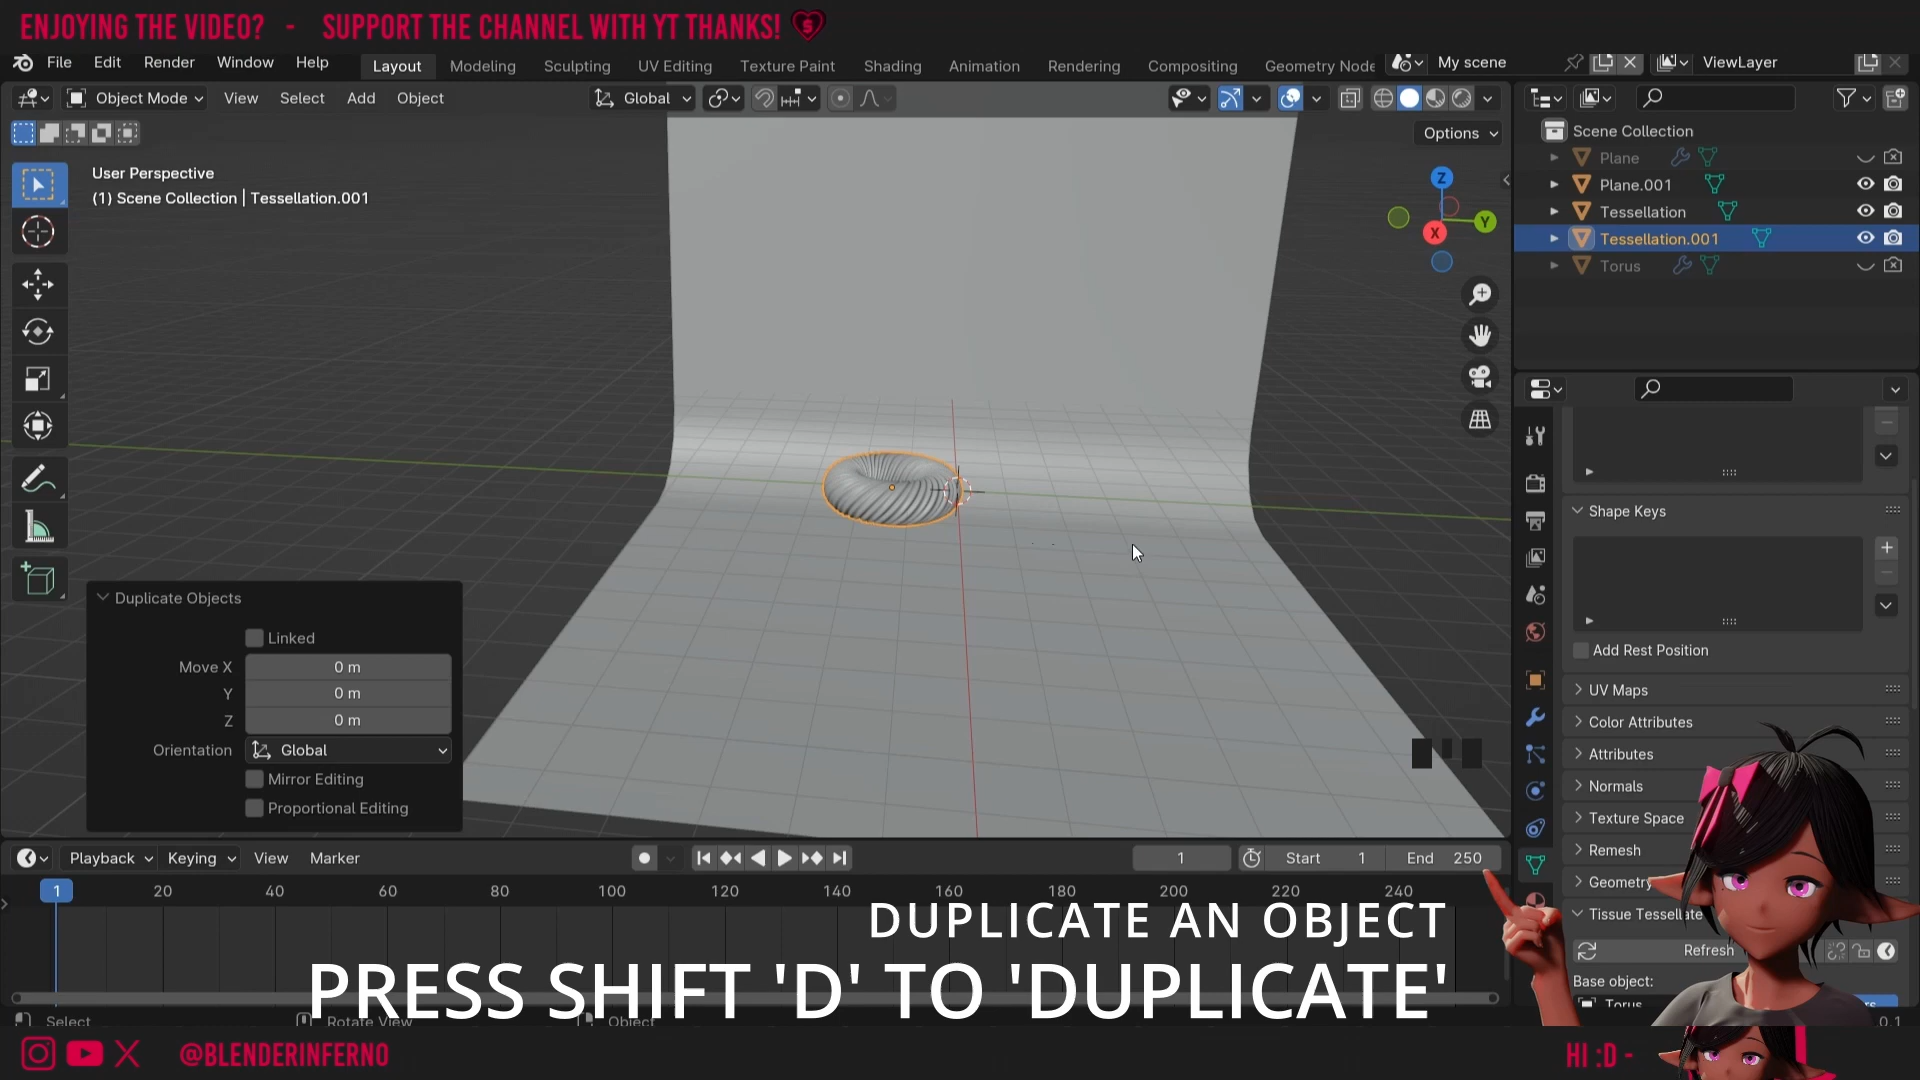 ENJOYING THE VIDEO? - SUPPORT THE CHANNEL WITH YT THANKS!
File Edit Render Window Help Layout Modeling Sculpting UV Editing Texture Paint Shading Animation Rendering Compositing Geometry Node My scene ViewLayer
Object Mode View Select Add Object Global
Options
User Perspective
(1) Scene Collection | Tessellation.001
Z
Y
X
Scene Collection
Plane
Plane.001
Tessellation
Tessellation.001
Torus
Shape Keys
Add Rest Position
UV Maps
Color Attributes
Attributes
Normals
Texture Space
Remesh
Geometry
Tissue Tessellate
Refresh
Base object:
Torus
Duplicate Objects
Linked
Move X 0 m
Y 0 m
Z 0 m
Orientation Global
Mirror Editing
Proportional Editing
Playback Keying View Marker 1 Start 1 End 250
1 20 40 60 80 100 120 140 160 180 200 220 240
DUPLICATE AN OBJECT
PRESS SHIFT 'D' TO 'DUPLICATE'
Select Rotate View Object
@BLENDERINFERNO
HI :D -